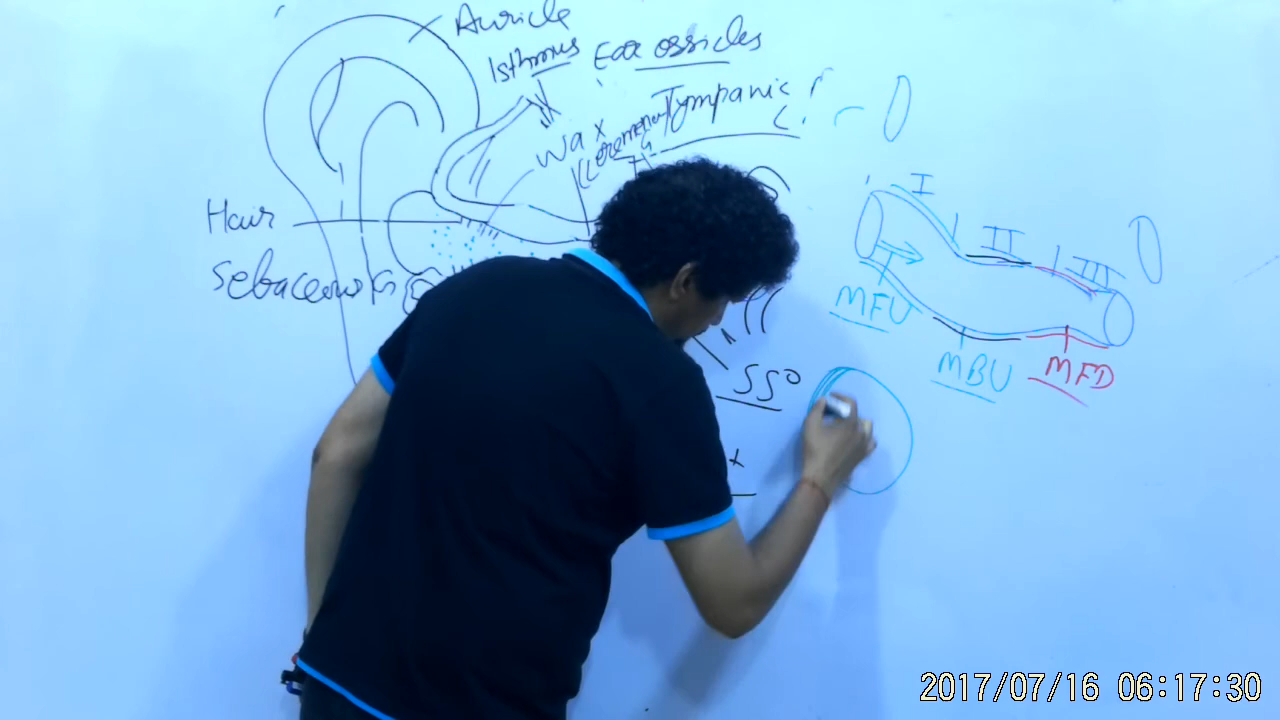 Auricle
Isthmus
Ear ossicles
Tympanic
Wax
Hair
Sebaceous
I
II
III
MFU
MBU
MFD
SSO
+
2017/07/16 06:17:30